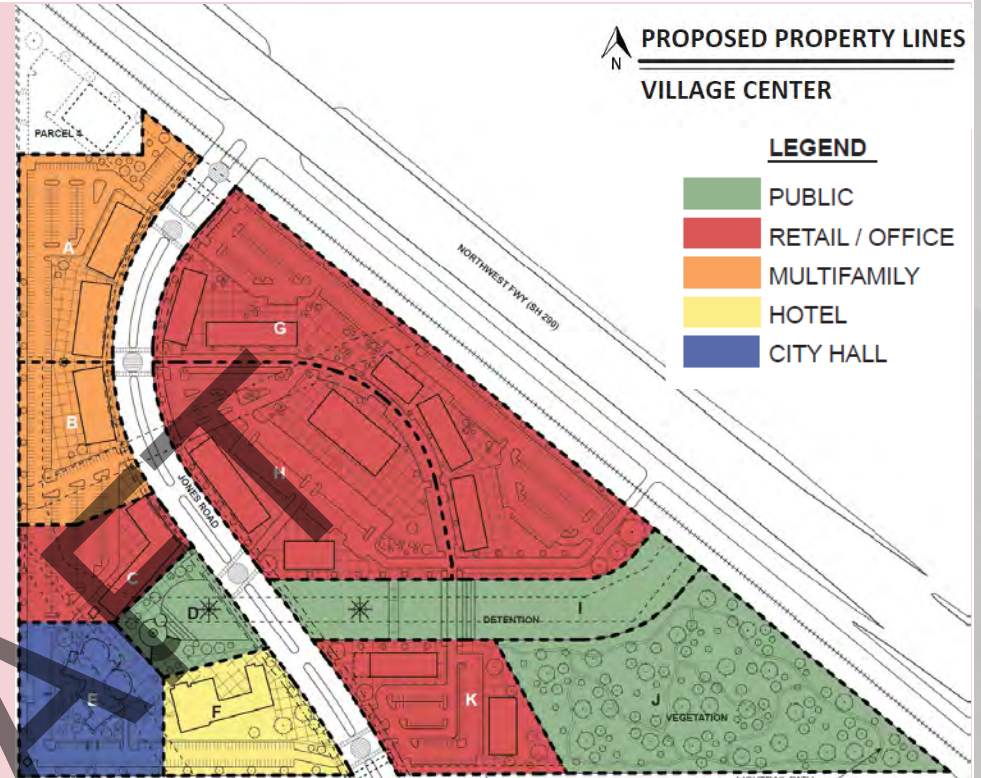 PROPOSED PROPERTY LINES
N
VILLAGE CENTER
LEGEND
PUBLIC
RETAIL / OFFICE
MULTIFAMILY
HOTEL
CITY HALL
PARCEL 4
NORTHWEST FWY (SH 290)
A
G
B
JONES ROAD
H
C
D
DETENTION
I
E
F
K
J
VEGETATION